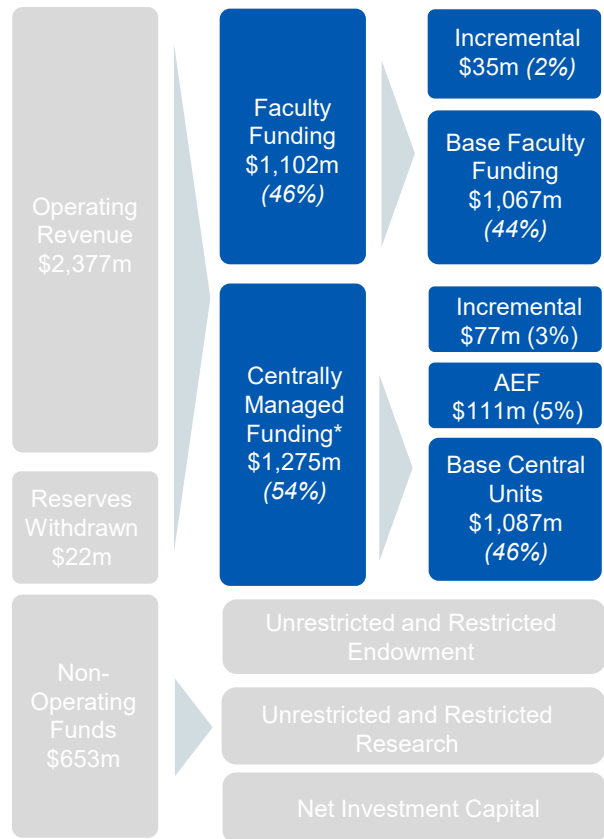 Operating
Revenue
$2,377m
Reserves
Withdrawn
$22m
Faculty
Funding
$1,102m
(46%)
Centrally
Managed
Funding*
$1,275m
(54%)
Incremental
$35m (2%)
Base Faculty
Funding
$1,067m
(44%)
Incremental
$77m (3%)
AEF
$111m (5%)
Base Central
Units
$1,087m
(46%)
Non-
Operating
Funds
$653m
Unrestricted and Restricted
Endowment
Unrestricted and Restricted
Research
Net Investment Capital